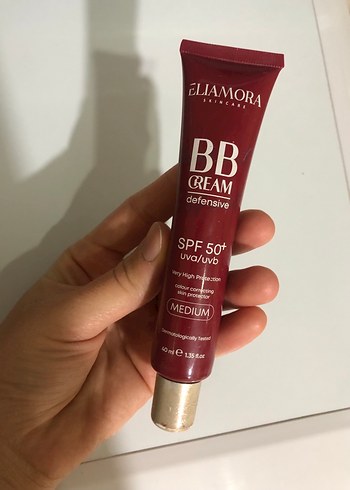 ELIAMORA
SKINCARE
BB
CREAM
defensive
SPF 50+
uva/uvb
Very High Protection
colour correcting
skin protector
MEDIUM
Dermatologically Tested
40 ml ℮ 1.35 fl.oz